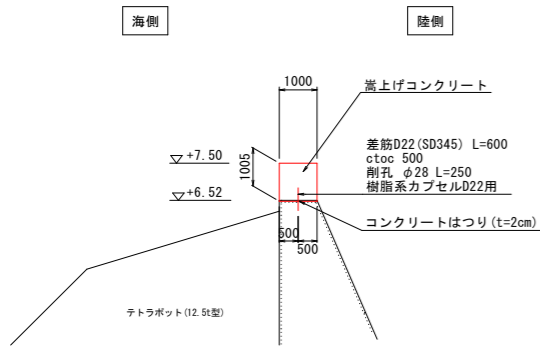 海側
陸側
1000
嵩上げコンクリート
差筋D22(SD345) L=600
ctoc 500
削孔 φ28 L=250
樹脂系カプセルD22用
+7.50
1005
+6.52
コンクリートはつり(t=2cm)
500
500
テトラポット(12.5t型)